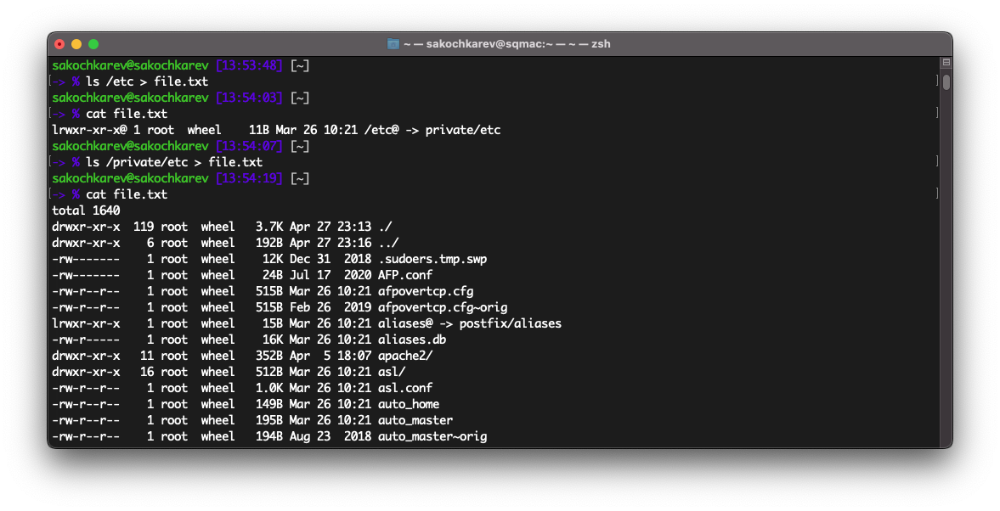 ~ — sakochkarev@sqmac:~ — ~ — zsh
sakochkarev@sakochkarev [13:53:48] [~]
[-> % ls /etc > file.txt ]
sakochkarev@sakochkarev [13:54:03] [~]
[-> % cat file.txt ]
lrwxr-xr-x@ 1 root  wheel    11B Mar 26 10:21 /etc@ -> private/etc
sakochkarev@sakochkarev [13:54:07] [~]
[-> % ls /private/etc > file.txt ]
sakochkarev@sakochkarev [13:54:19] [~]
[-> % cat file.txt ]
total 1640
drwxr-xr-x  119 root  wheel   3.7K Apr 27 23:13 ./
drwxr-xr-x    6 root  wheel   192B Apr 27 23:16 ../
-rw-------    1 root  wheel    12K Dec 31  2018 .sudoers.tmp.swp
-rw-------    1 root  wheel    24B Jul 17  2020 AFP.conf
-rw-r--r--    1 root  wheel   515B Mar 26 10:21 afpovertcp.cfg
-rw-r--r--    1 root  wheel   515B Feb 26  2019 afpovertcp.cfg~orig
lrwxr-xr-x    1 root  wheel    15B Mar 26 10:21 aliases@ -> postfix/aliases
-rw-r-----    1 root  wheel    16K Mar 26 10:21 aliases.db
drwxr-xr-x   11 root  wheel   352B Apr  5 18:07 apache2/
drwxr-xr-x   16 root  wheel   512B Mar 26 10:21 asl/
-rw-r--r--    1 root  wheel   1.0K Mar 26 10:21 asl.conf
-rw-r--r--    1 root  wheel   149B Mar 26 10:21 auto_home
-rw-r--r--    1 root  wheel   195B Mar 26 10:21 auto_master
-rw-r--r--    1 root  wheel   194B Aug 23  2018 auto_master~orig